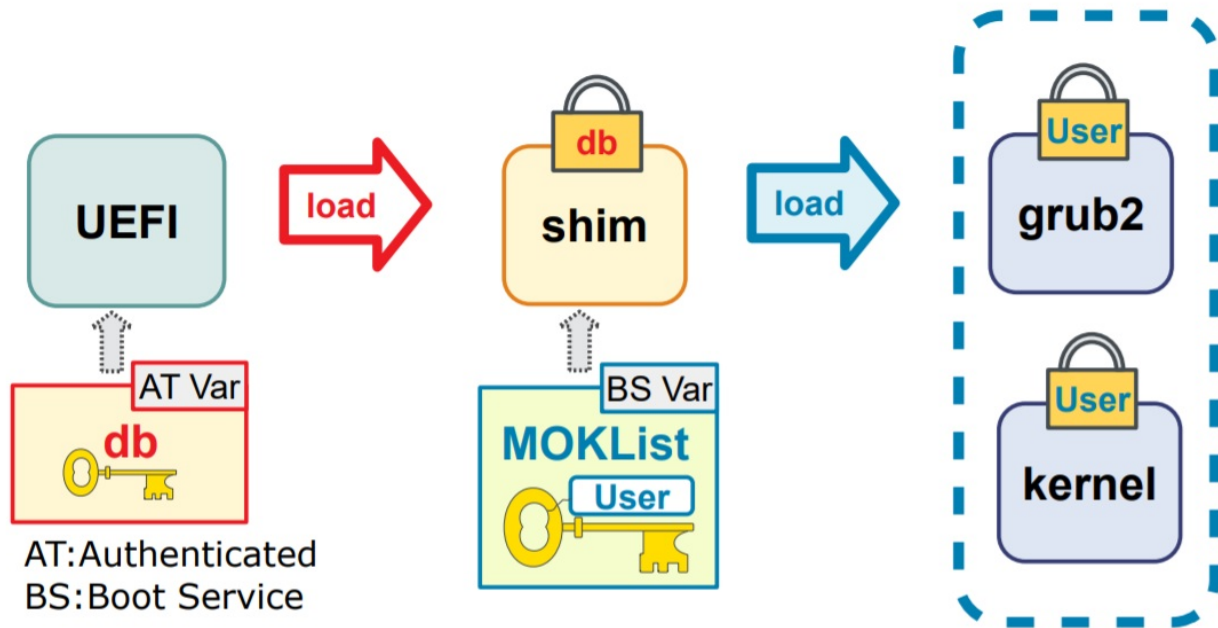 UEFI
load
db
shim
load
User
grub2
User
kernel
AT Var
db
BS Var
MOKList
User
AT:Authenticated
BS:Boot Service